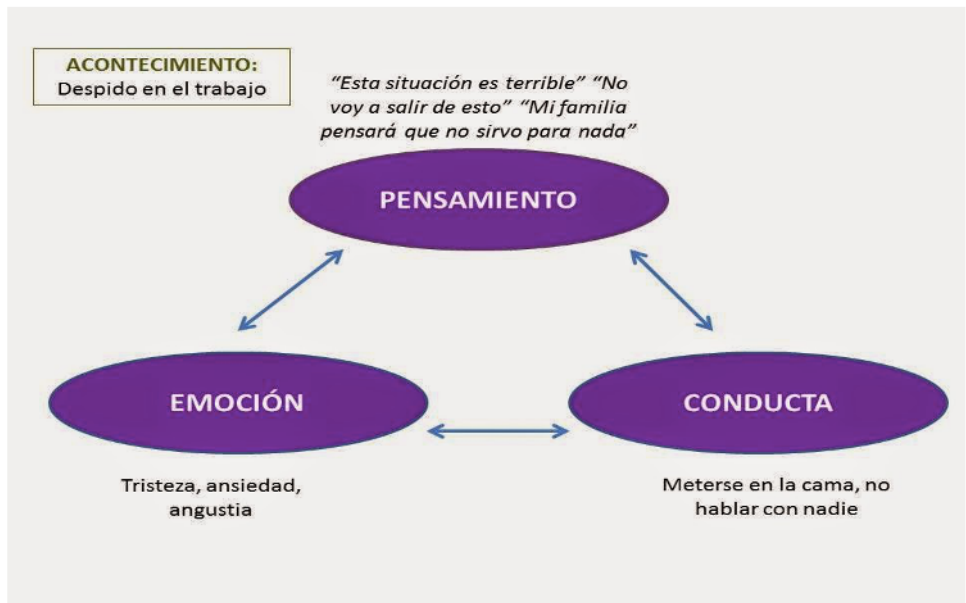 ACONTECIMIENTO:
Despido en el trabajo
“Esta situación es terrible” “No
voy a salir de esto” “Mi familia
pensará que no sirvo para nada”
PENSAMIENTO
EMOCIÓN
CONDUCTA
Tristeza, ansiedad,
angustia
Meterse en la cama, no
hablar con nadie